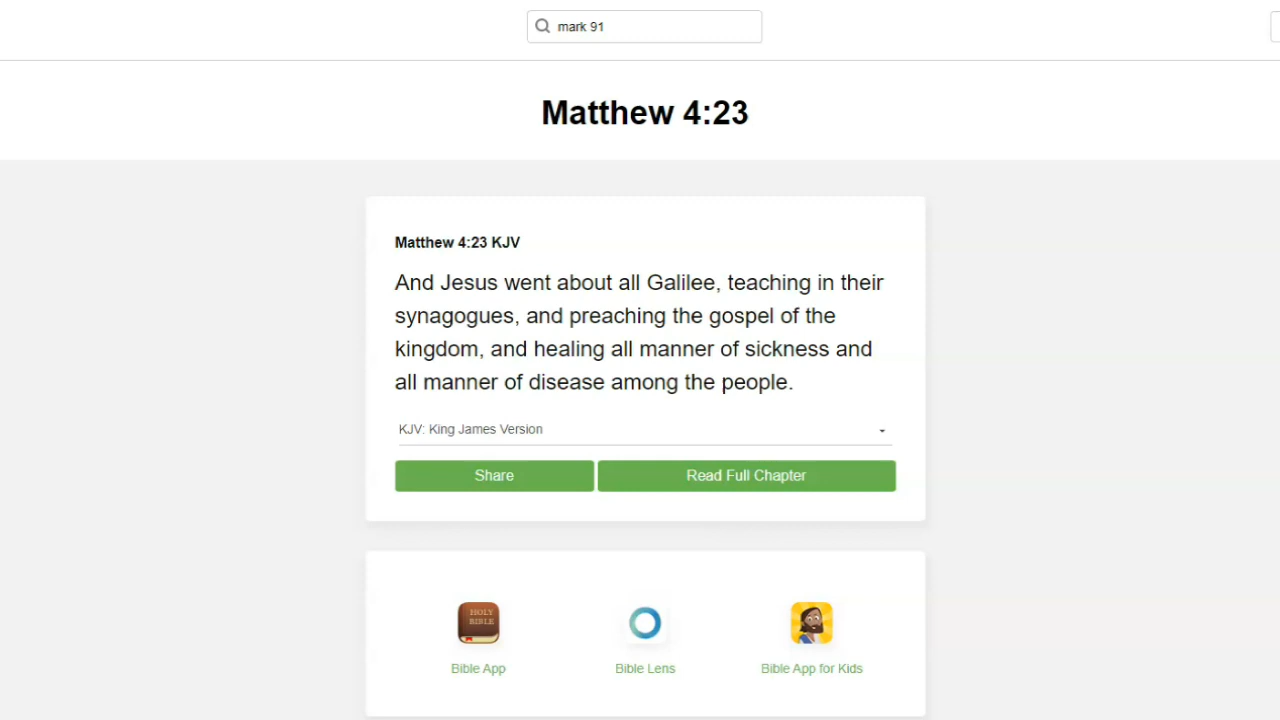 mark 91
Matthew 4:23
Matthew 4:23 KJV
And Jesus went about all Galilee, teaching in their
synagogues, and preaching the gospel of the
kingdom, and healing all manner of sickness and
all manner of disease among the people.
KJV: King James Version
Share
Read Full Chapter
HOLY
BIBLE
Bible App
Bible Lens
Bible App for Kids